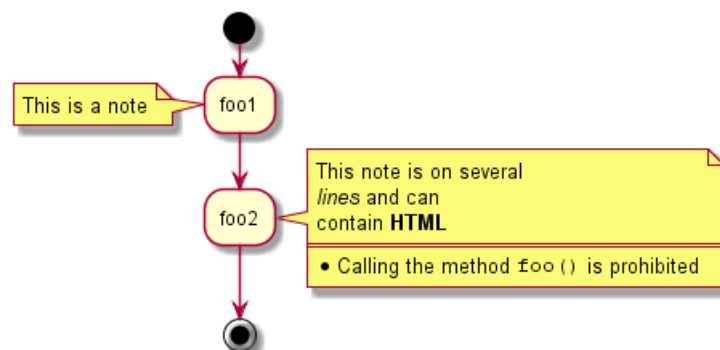 This is a note
foo1
This note is on several
lines and can
contain HTML
foo2
• Calling the method foo() is prohibited